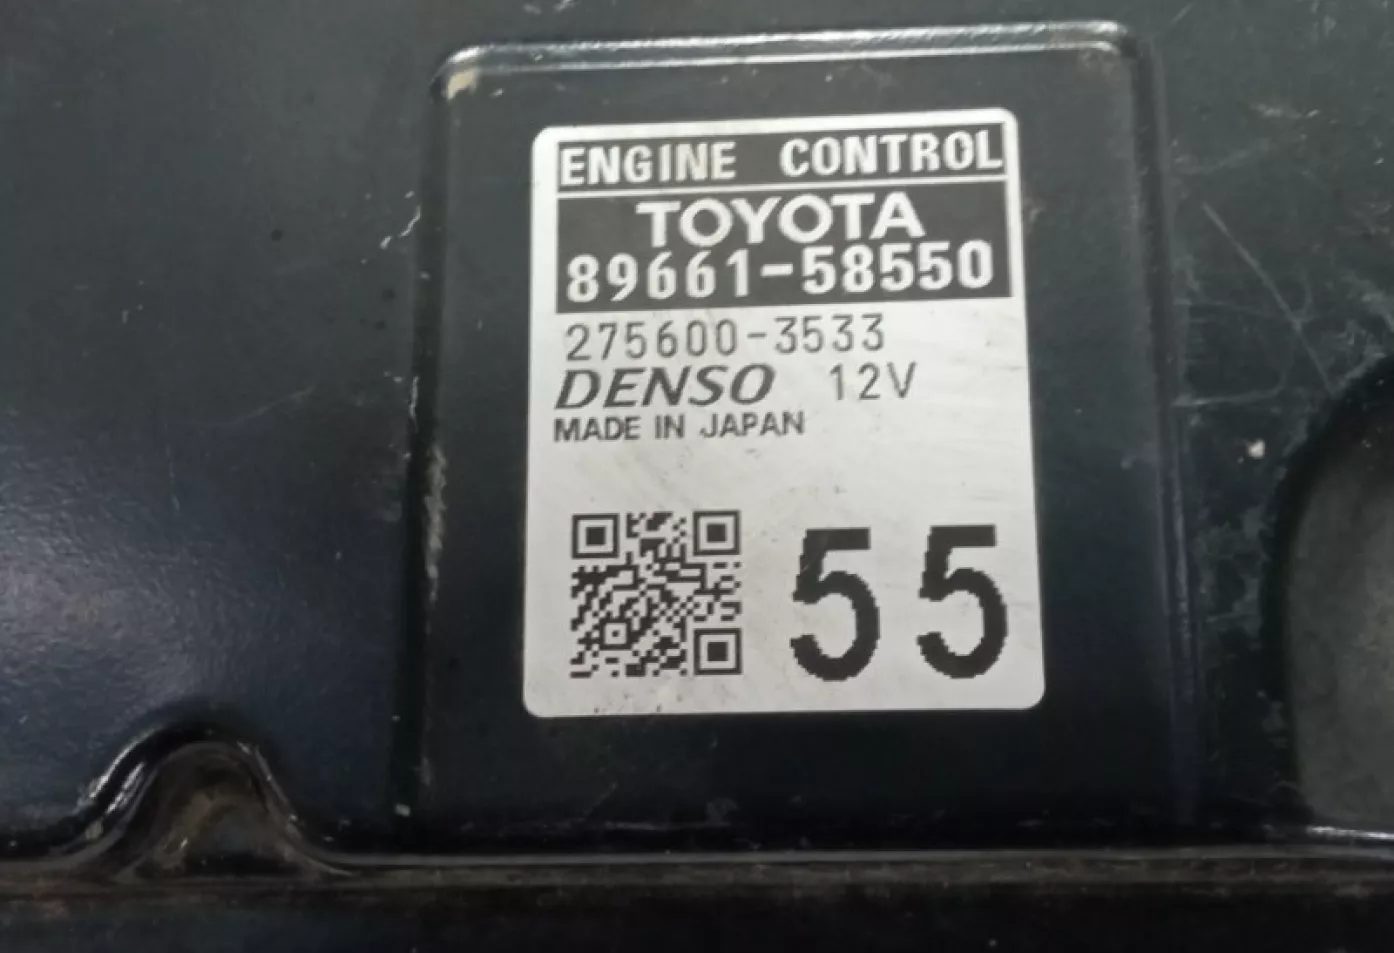 ENGINE CONTROL
TOYOTA
89661-58550
275600-3533
DENSO 12V
MADE IN JAPAN
55